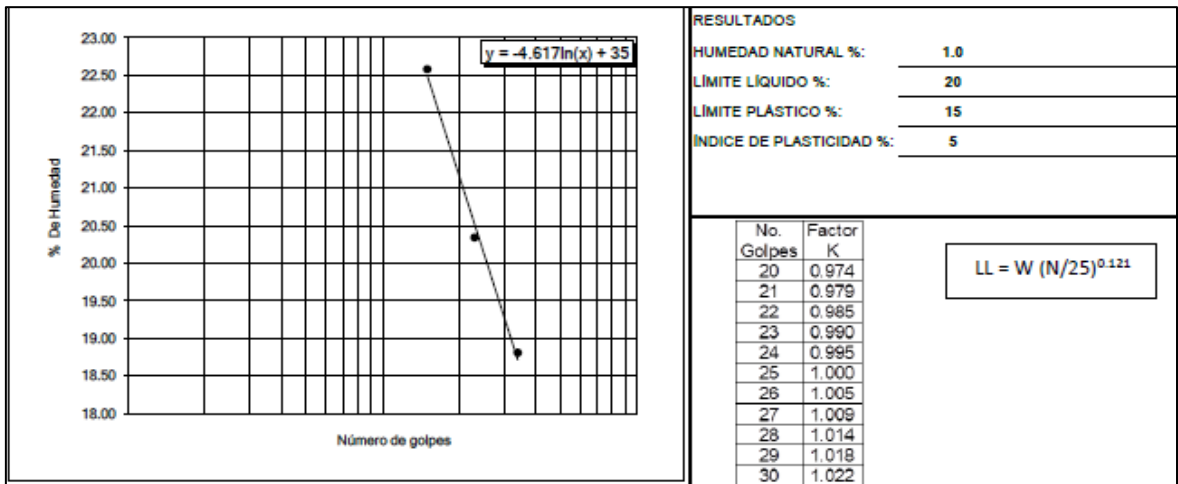 y = -4.617ln(x) + 35
23.00
22.50
22.00
21.50
21.00
20.50
20.00
19.50
19.00
18.50
18.00
% De Humedad
Número de golpes
RESULTADOS
HUMEDAD NATURAL %: 1.0
LÍMITE LÍQUIDO %: 20
LÍMITE PLÁSTICO %: 15
ÍNDICE DE PLASTICIDAD %: 5
No. Factor
Golpes K
20 0.974
21 0.979
22 0.985
23 0.990
24 0.995
25 1.000
26 1.005
27 1.009
28 1.014
29 1.018
30 1.022
LL = W (N/25)^0.121